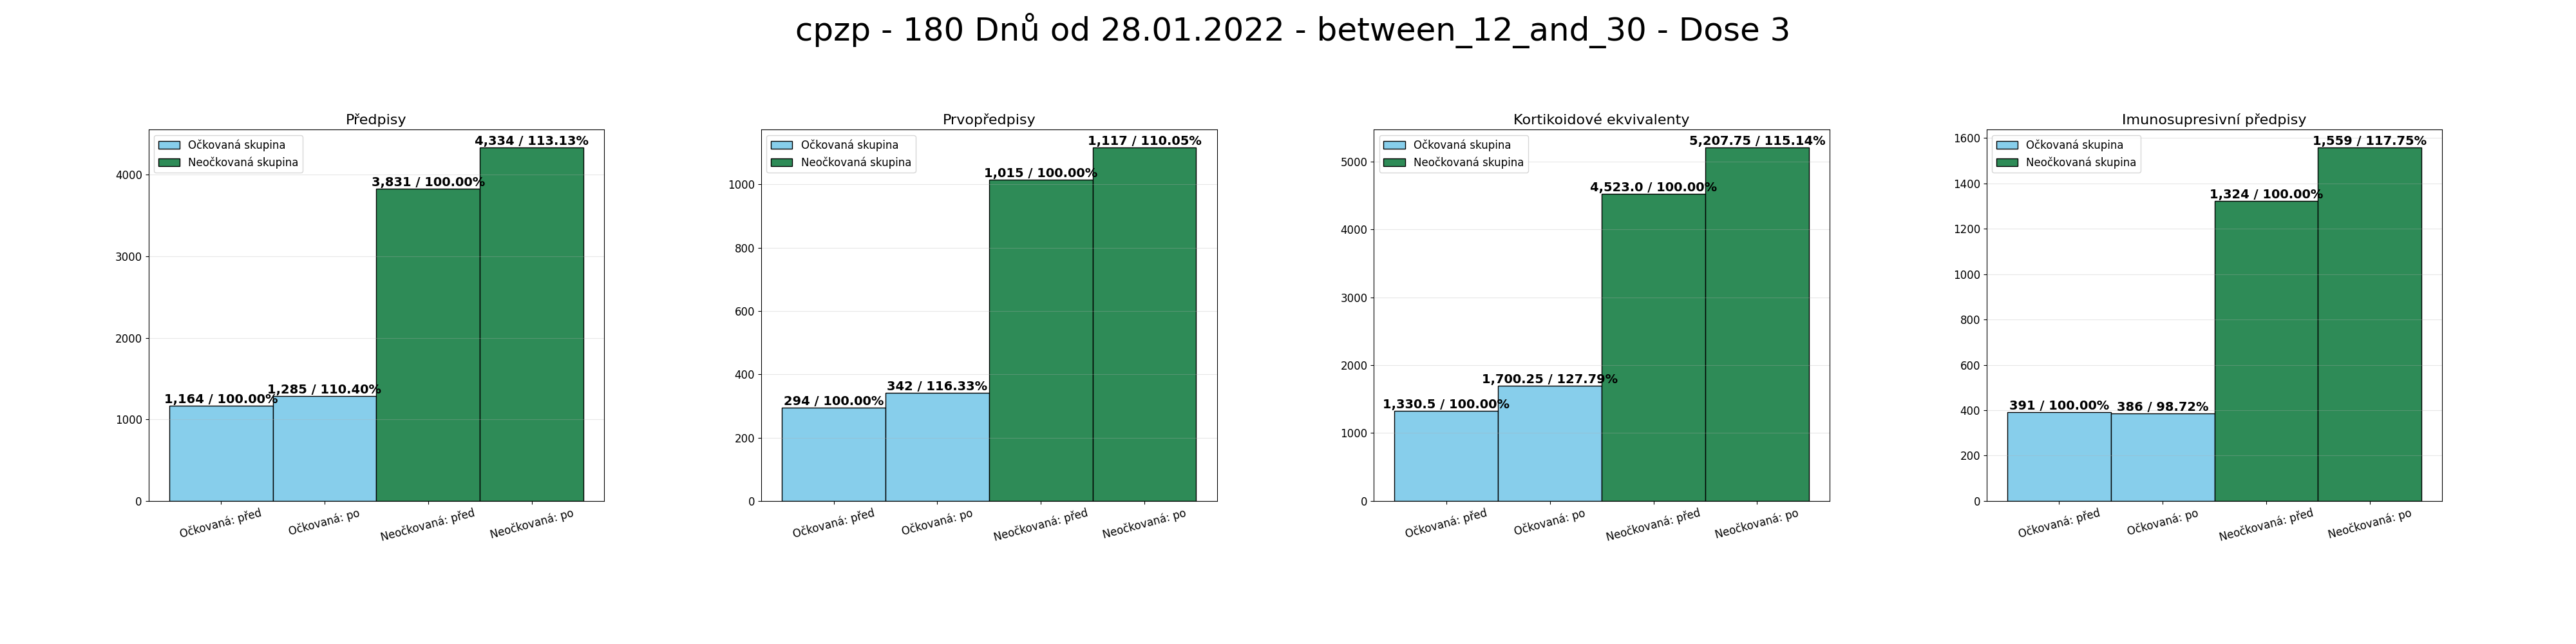 cpzp - 180 Dnů od 28.01.2022 - between_12_and_30 - Dose 3
Předpisy
Očkovaná skupina
Neočkovaná skupina
4,334 / 113.13%
3,831 / 100.00%
1,285 / 110.40%
1,164 / 100.00%
4000
3000
2000
1000
0
Očkovaná: před
Očkovaná: po
Neočkovaná: před
Neočkovaná: po
Prvopředpisy
Očkovaná skupina
Neočkovaná skupina
1,117 / 110.05%
1,015 / 100.00%
342 / 116.33%
294 / 100.00%
1000
800
600
400
200
0
Očkovaná: před
Očkovaná: po
Neočkovaná: před
Neočkovaná: po
Kortikoidové ekvivalenty
Očkovaná skupina
Neočkovaná skupina
5,207.75 / 115.14%
4,523.0 / 100.00%
1,700.25 / 127.79%
1,330.5 / 100.00%
5000
4000
3000
2000
1000
0
Očkovaná: před
Očkovaná: po
Neočkovaná: před
Neočkovaná: po
Imunosupresivní předpisy
Očkovaná skupina
Neočkovaná skupina
1,559 / 117.75%
1,324 / 100.00%
391 / 100.00%
386 / 98.72%
1600
1400
1200
1000
800
600
400
200
0
Očkovaná: před
Očkovaná: po
Neočkovaná: před
Neočkovaná: po